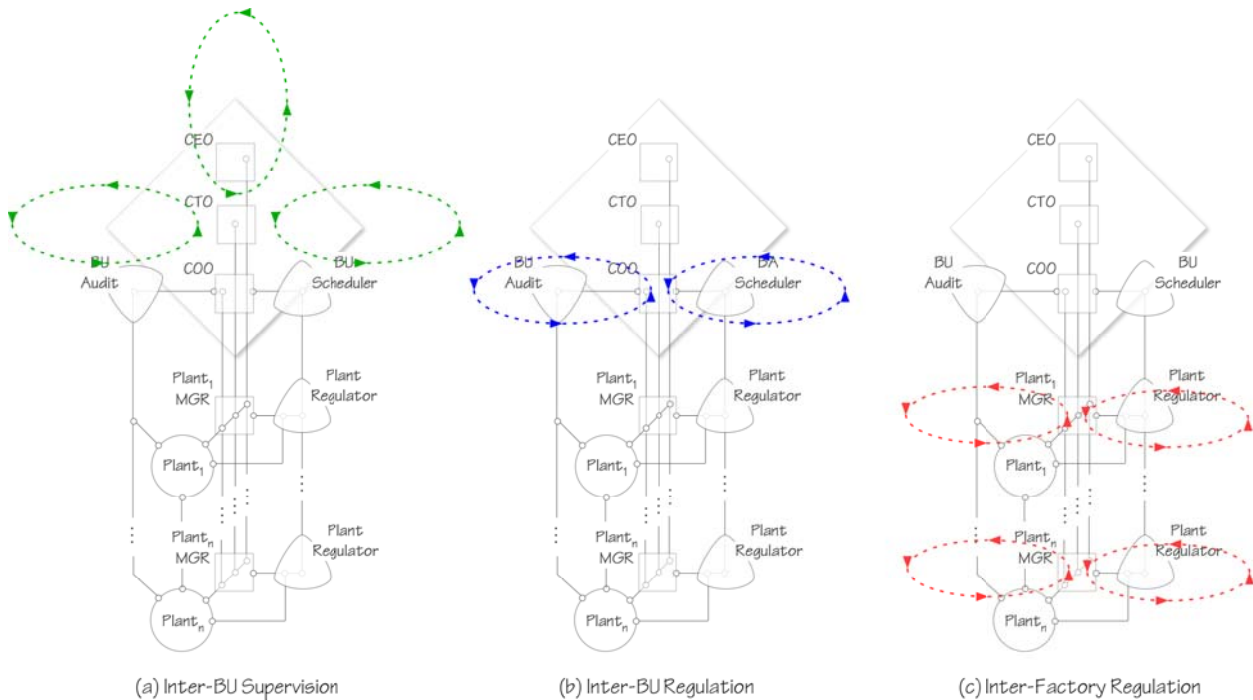 CEO
CTO
BU
Audit
COO
BU
Scheduler
Plant₁
MGR
Plant
Regulator
Plant₁
Plantₙ
MGR
Plant
Regulator
Plantₙ
(a) Inter-BU Supervision
CEO
CTO
BU
Audit
COO
BA
Scheduler
Plant₁
MGR
Plant
Regulator
Plant₁
Plantₙ
MGR
Plant
Regulator
Plantₙ
(b) Inter-BU Regulation
CEO
CTO
BU
Audit
COO
BU
Scheduler
Plant₁
MGR
Plant
Regulator
Plant₁
Plantₙ
MGR
Plant
Regulator
Plantₙ
(c) Inter-Factory Regulation